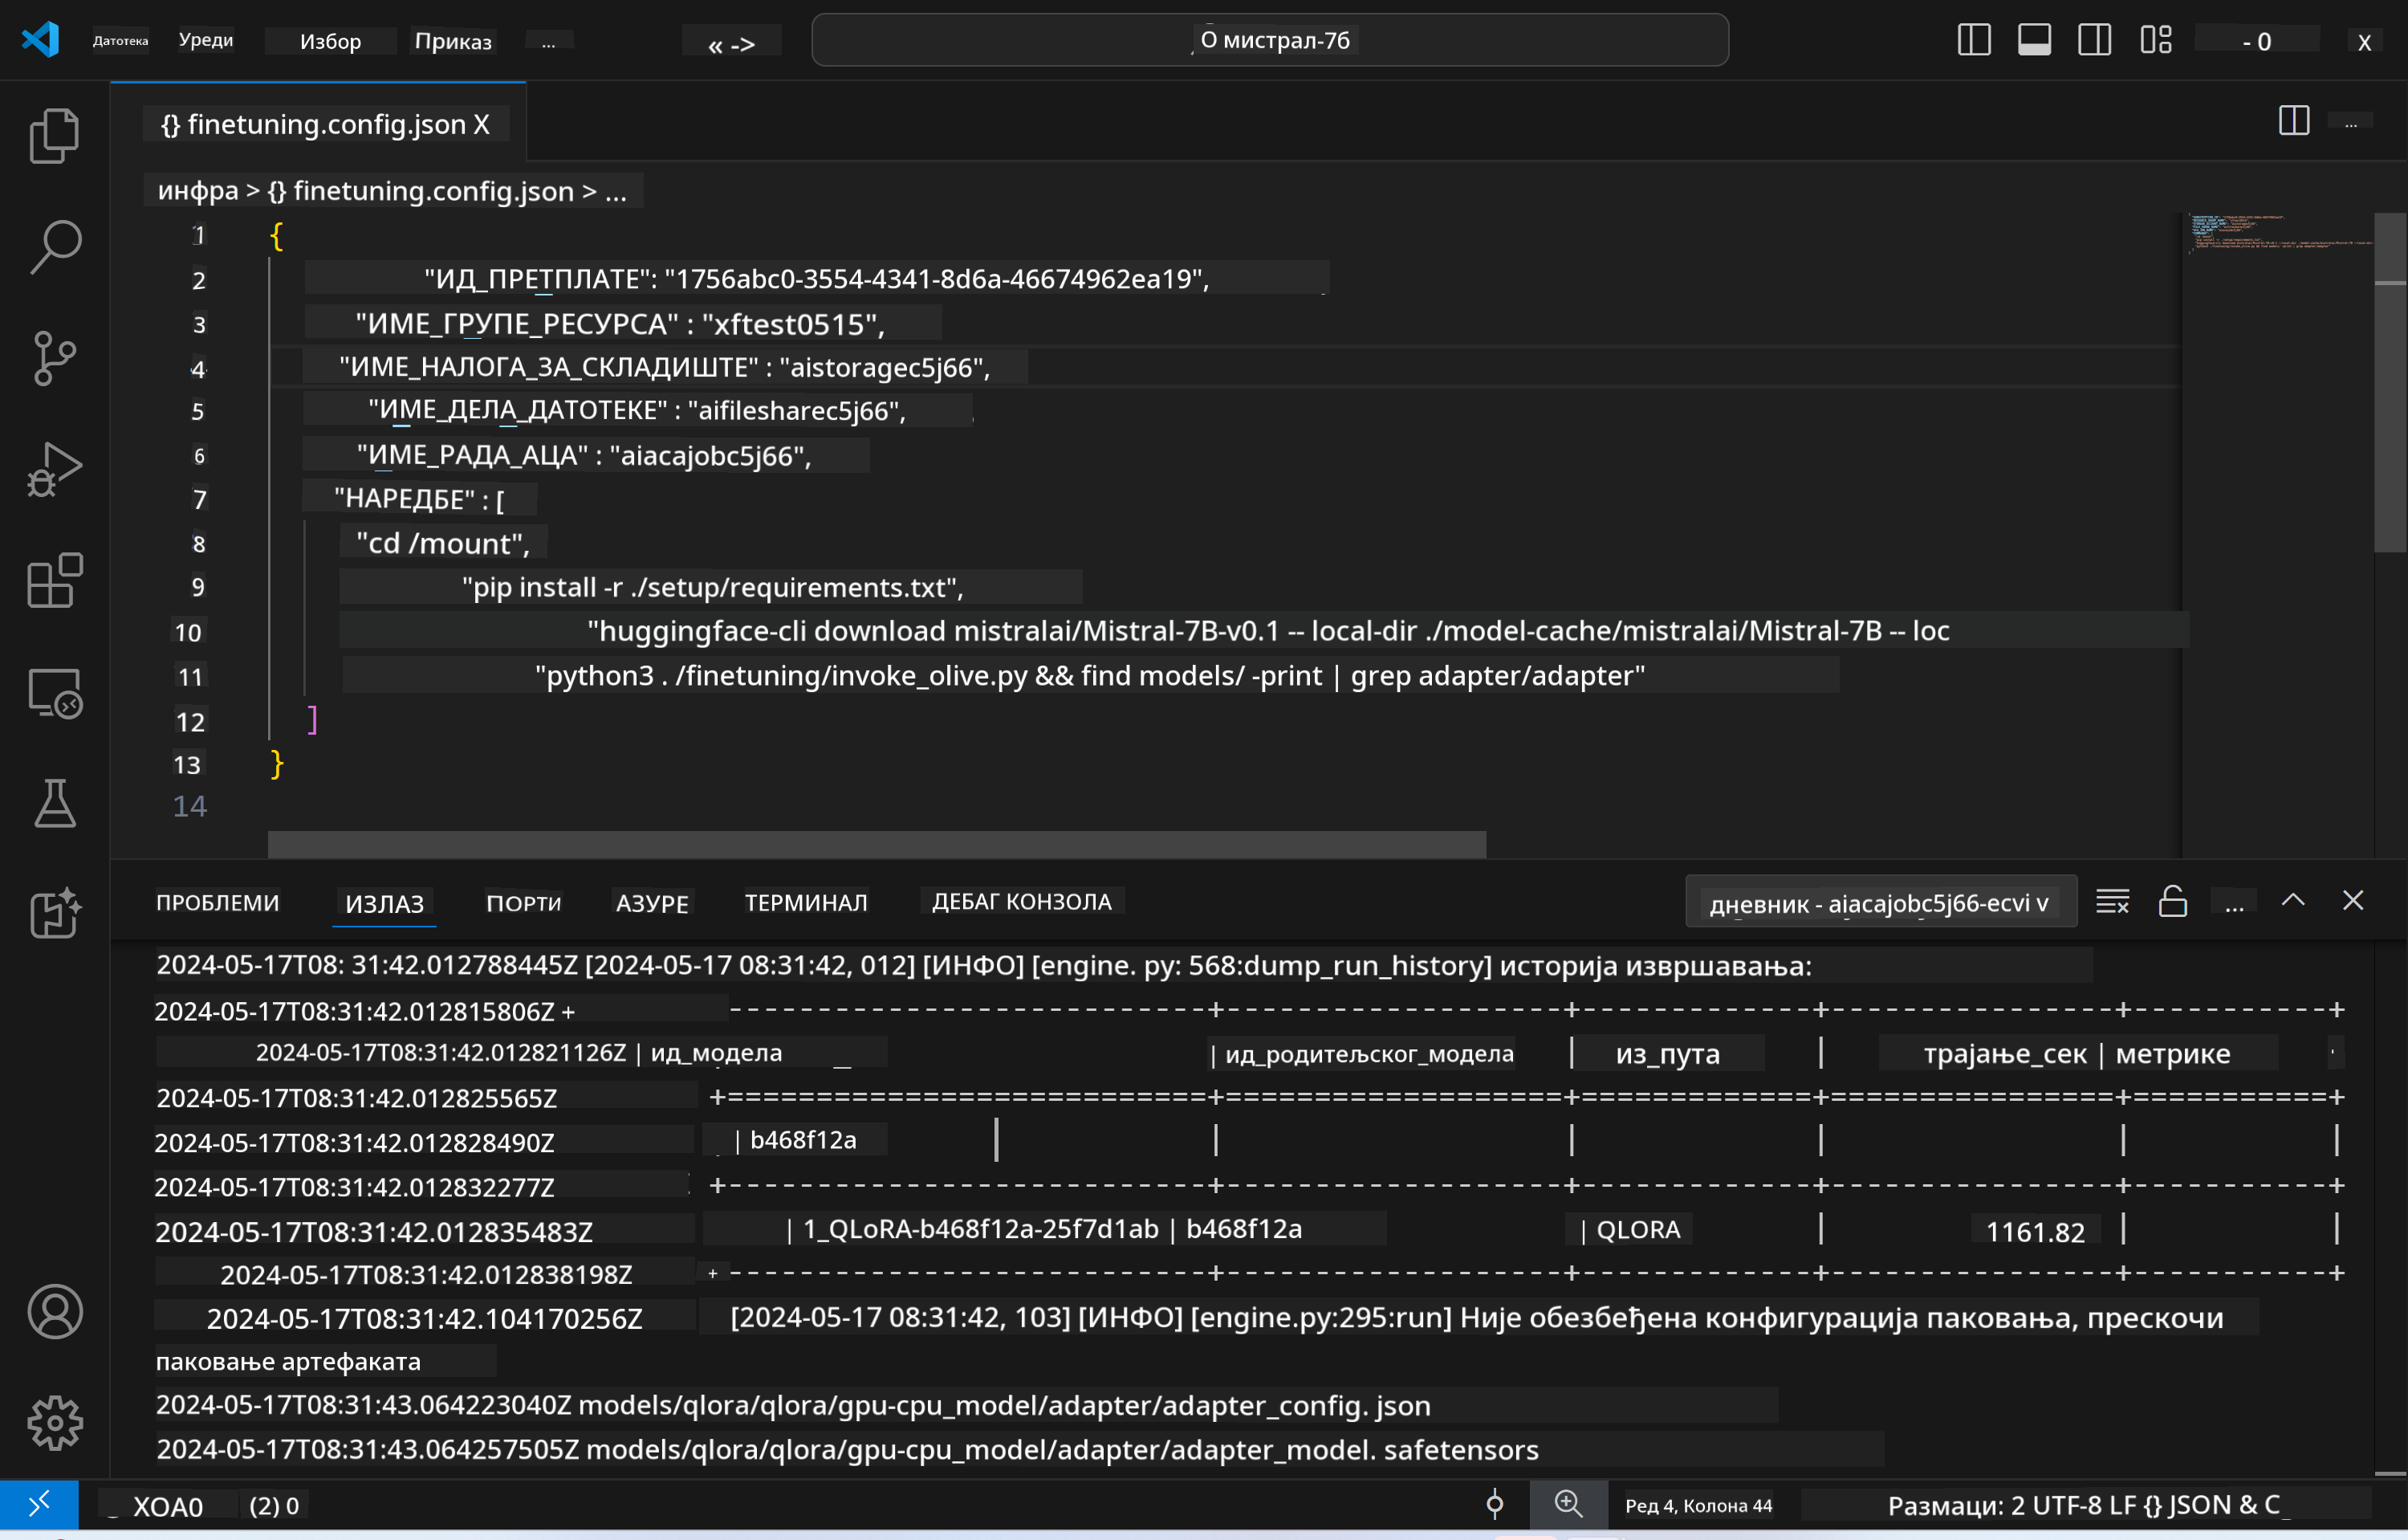 Датотека Уреди Избор Приказ ... « -> О мистрал-7б - 0 X
{} finetuning.config.json X ...
инфра > {} finetuning.config.json > ...
1 {
2 "ИД_ПРЕТПЛАТЕ": "1756abc0-3554-4341-8d6a-46674962ea19",
3 "ИМЕ_ГРУПЕ_РЕСУРСА" : "xftest0515",
4 "ИМЕ_НАЛОГА_ЗА_СКЛАДИШТЕ" : "aistoragec5j66",
5 "ИМЕ_ДЕЛА_ДАТОТЕКЕ" : "aifilesharec5j66",
6 "ИМЕ_РАДА_АЦА" : "aiacajobc5j66",
7 "НАРЕДБЕ" : [
8 "cd /mount",
9 "pip install -r ./setup/requirements.txt",
10 "huggingface-cli download mistralai/Mistral-7B-v0.1 -- local-dir ./model-cache/mistralai/Mistral-7B -- loc
11 "python3 . /finetuning/invoke_olive.py && find models/ -print | grep adapter/adapter"
12 ]
13 }
14
ПРОБЛЕМИ ИЗЛАЗ ПОРТИ АЗУРЕ ТЕРМИНАЛ ДЕБАГ КОНЗОЛА дневник - aiacajobc5j66-ecvi v ...
2024-05-17T08: 31:42.012788445Z [2024-05-17 08:31:42, 012] [ИНФО] [engine. py: 568:dump_run_history] историја извршавања:
2024-05-17T08:31:42.012815806Z + ---------------------------+-------------------+-------------+----------------+-----------+
2024-05-17T08:31:42.012821126Z | ид_модела | ид_родитељског_модела | из_пута | трајање_сек | метрике
2024-05-17T08:31:42.012825565Z +===========================+===================+=============+================+===========+
2024-05-17T08:31:42.012828490Z | b468f12a | | | | | |
2024-05-17T08:31:42.012832277Z +---------------------------+-------------------+-------------+----------------+-----------+
2024-05-17T08:31:42.012835483Z | 1_QLoRA-b468f12a-25f7d1ab | b468f12a | QLORA | 1161.82 | |
2024-05-17T08:31:42.012838198Z + ---------------------------+-------------------+-------------+----------------+-----------+
2024-05-17T08:31:42.104170256Z [2024-05-17 08:31:42, 103] [ИНФО] [engine.py:295:run] Није обезбеђена конфигурација паковања, прескочи
паковање артефаката
2024-05-17T08:31:43.064223040Z models/qlora/qlora/gpu-cpu_model/adapter/adapter_config. json
2024-05-17T08:31:43.064257505Z models/qlora/qlora/gpu-cpu_model/adapter/adapter_model. safetensors
XOA0 (2) 0 Ред 4, Колона 44 Размаци: 2 UTF-8 LF {} JSON & C_